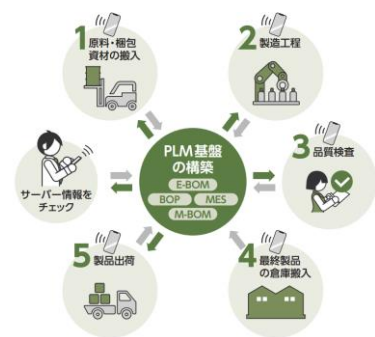 1 原料・梱包
資材の搬入
2 製造工程
3 品質検査
PLM基盤
の構築
E-BOM
BOP MES
M-BOM
サーバー情報を
チェック
5 製品出荷
4 最終製品
の倉庫搬入